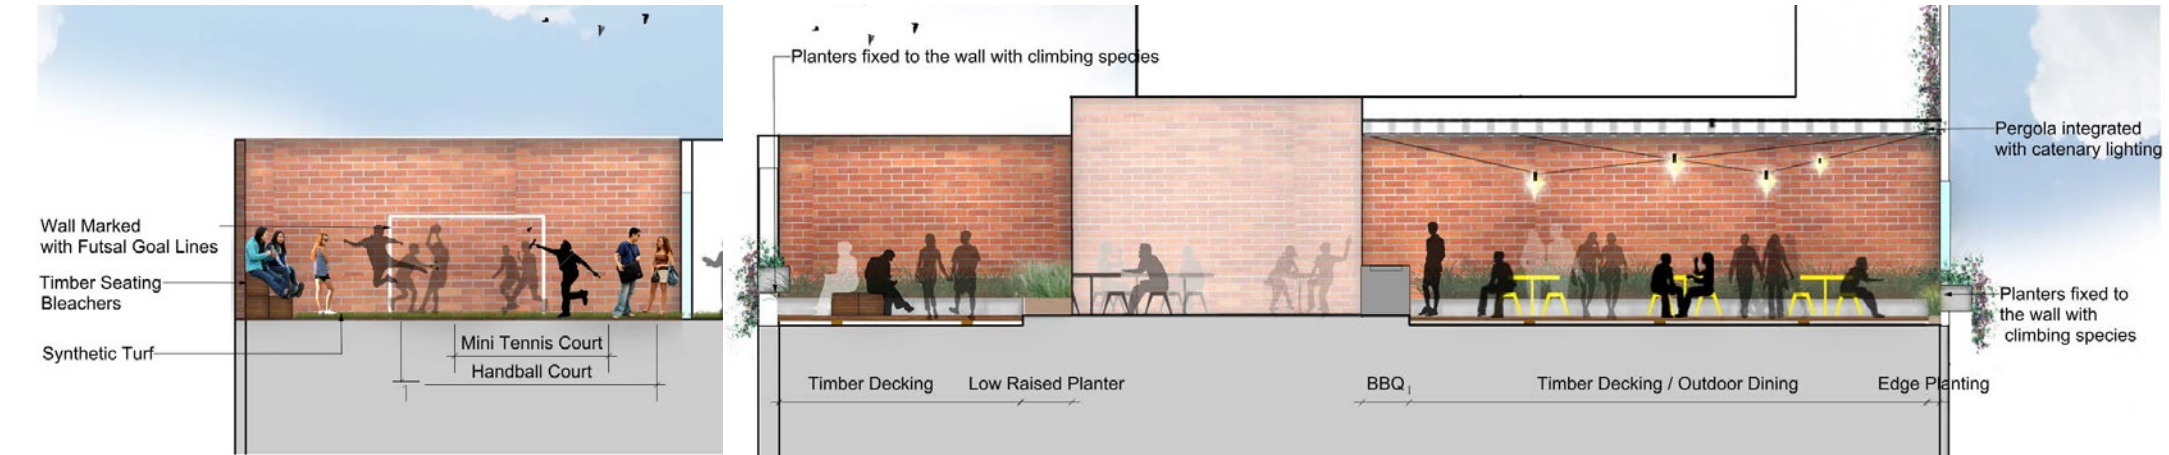 Wall Marked
with Futsal Goal Lines
Timber Seating
Bleachers
Synthetic Turf
Mini Tennis Court
Handball Court
Planters fixed to the wall with climbing species
Pergola integrated
with catenary lighting
Planters fixed to
the wall with
climbing species
Timber Decking
Low Raised Planter
BBQ
Timber Decking / Outdoor Dining
Edge Planting